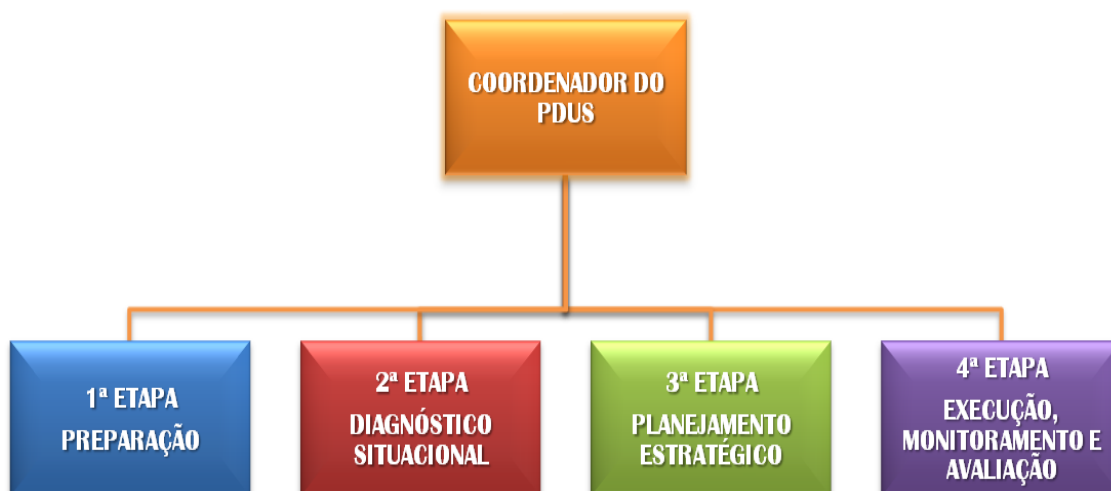 COORDENADOR DO
PDUS
1ª ETAPA
PREPARAÇÃO
2ª ETAPA
DIAGNÓSTICO
SITUACIONAL
3ª ETAPA
PLANEJAMENTO
ESTRATÉGICO
4ª ETAPA
EXECUÇÃO,
MONITORAMENTO E
AVALIAÇÃO